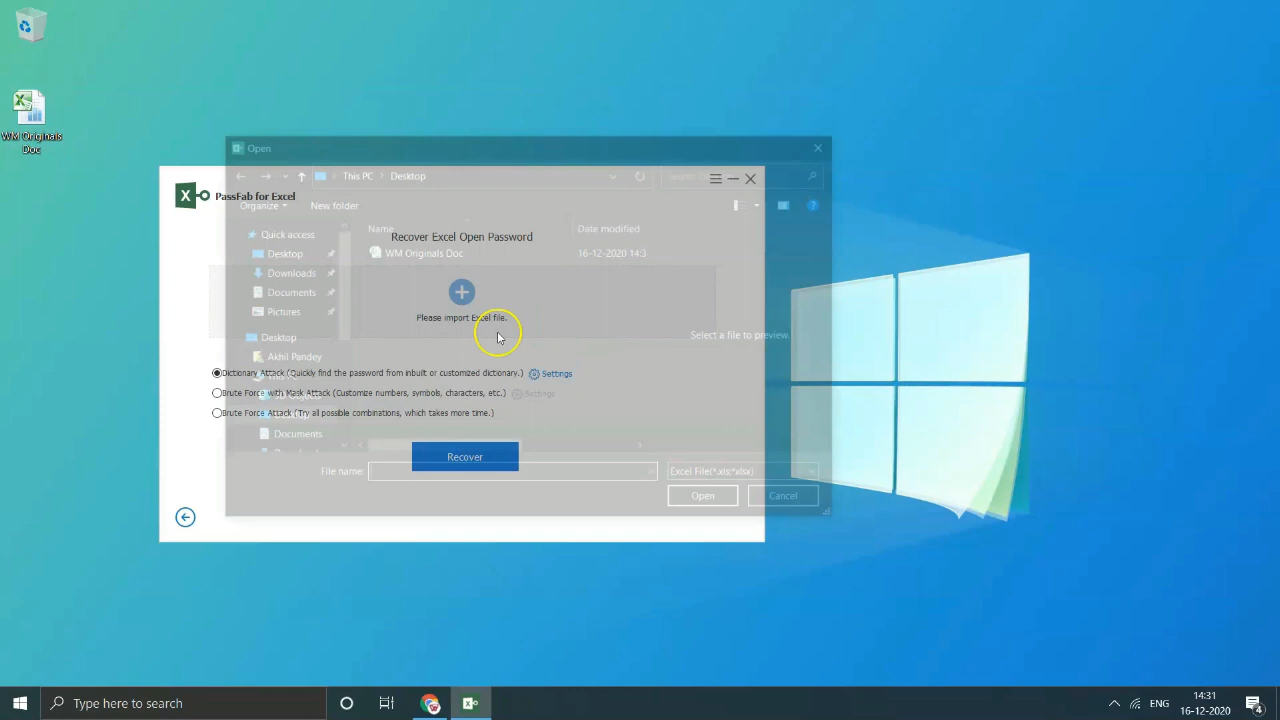 WM Originals
Doc
Open
This PC
Desktop
PassFab for Excel
Organize
New folder
Quick access
Name
Date modified
Recover Excel Open Password
Desktop
WM Originals Doc
16-12-2020 14:3
Downloads
Documents
Pictures
Please import Excel file.
Desktop
Select a file to preview.
Akhil Pandey
Dictionary Attack (Quickly find the password from inbuilt or customized dictionary.)
Settings
Brute Force with Mask Attack (Customize numbers, symbols, characters, etc.)
Settings
Brute Force Attack (Try all possible combinations, which takes more time.)
Documents
Recover
File name:
Excel File(*.xls;*xlsx)
Open
Cancel
Type here to search
ENG
14:31
16-12-2020
4